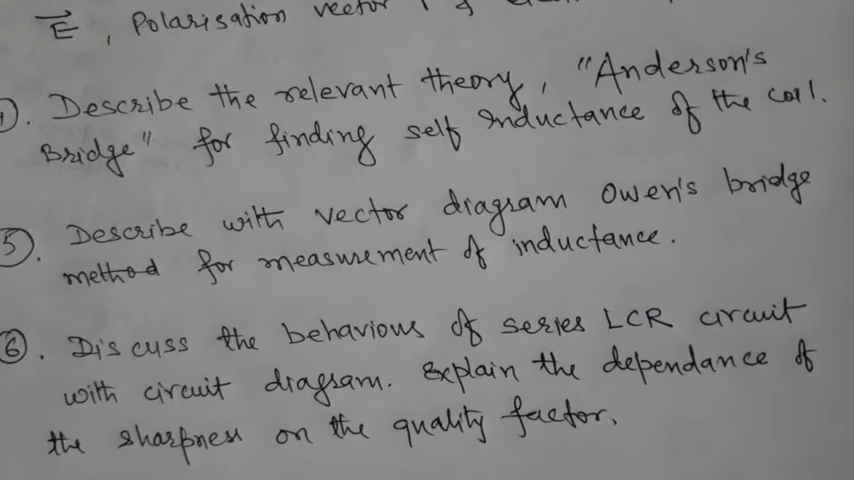 E, Polarisation vector
④. Describe the relevant theory, "Anderson's
Bridge" for finding self inductance of the coil.
⑤. Describe with vector diagram Owen's bridge
method for measurement of inductance.
⑥. Discuss the behavious of series LCR circuit
with circuit diagram. Explain the dependance of
the sharpness on the quality factor.